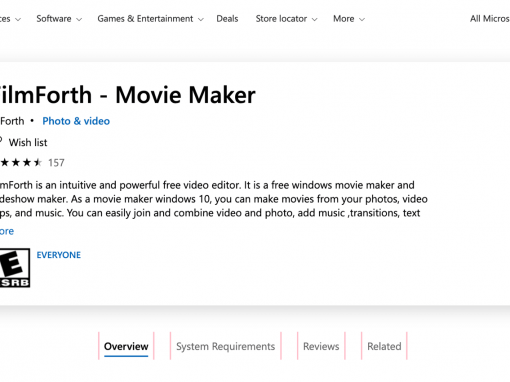 ces Software Games & Entertainment Deals Store locator More All Micros
ilmForth - Movie Maker
Forth • Photo & video
Wish list
157
mForth is an intuitive and powerful free video editor. It is a free windows movie maker and
deshow maker. As a movie maker windows 10, you can make movies from your photos, video
ps, and music. You can easily join and combine video and photo, add music ,transitions, text
ore
E EVERYONE
SRB
Overview System Requirements Reviews Related